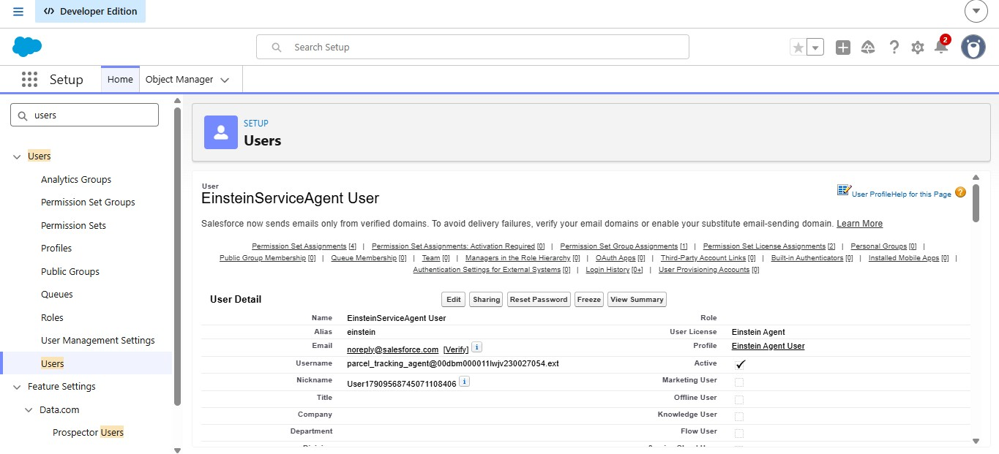 </> Developer Edition
Search Setup
2
Setup
Home
Object Manager
users
Users
Analytics Groups
Permission Set Groups
Permission Sets
Profiles
Public Groups
Queues
Roles
User Management Settings
Users
Feature Settings
Data.com
Prospector Users
SETUP
Users
User
EinsteinServiceAgent User
User Profile Help for this Page ?
Salesforce now sends emails only from verified domains. To avoid delivery failures, verify your email domains or enable your substitute email-sending domain. Learn More
Permission Set Assignments [4] | Permission Set Assignments: Activation Required [0] | Permission Set Group Assignments [1] | Permission Set License Assignments [2] | Personal Groups [0] |
Public Group Membership [0] | Queue Membership [0] | Team [0] | Managers in the Role Hierarchy [0] | OAuth Apps [0] | Third-Party Account Links [0] | Built-in Authenticators [0] | Installed Mobile Apps [0] |
Authentication Settings for External Systems [0] | Login History [0+] | User Provisioning Accounts [0]
User Detail Edit Sharing Reset Password Freeze View Summary
Name EinsteinServiceAgent User Role
Alias einstein User License Einstein Agent
Email noreply@salesforce.com [Verify] i Profile Einstein Agent User
Username parcel_tracking_agent@00dbm000011lwjv230027054.ext Active
Nickname User17909568745071108406 i Marketing User
Title Offline User
Company Knowledge User
Department Flow User